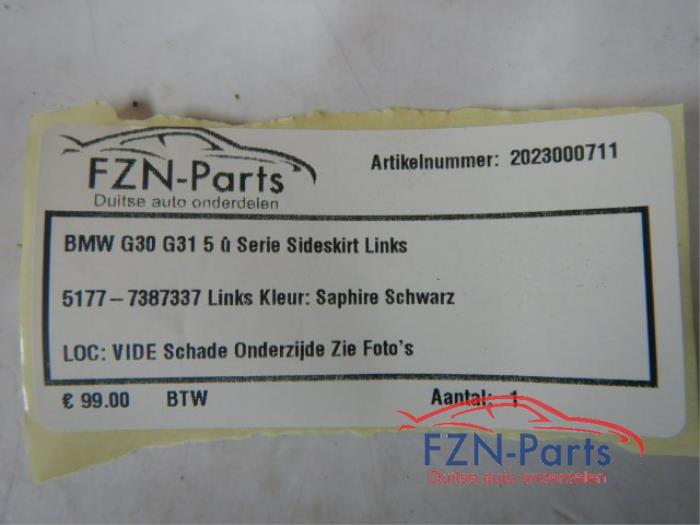 FZN-Parts
Duitse auto onderdelen
Artikelnummer: 2023000711
BMW G30 G31 5 û Serie Sideskirt Links
5177-7387337 Links Kleur: Saphire Schwarz
LOC: VIDE Schade Onderzijde Zie Foto's
€ 99.00 BTW Aantal: 1
FZN-Parts
Duitse auto onderdelen